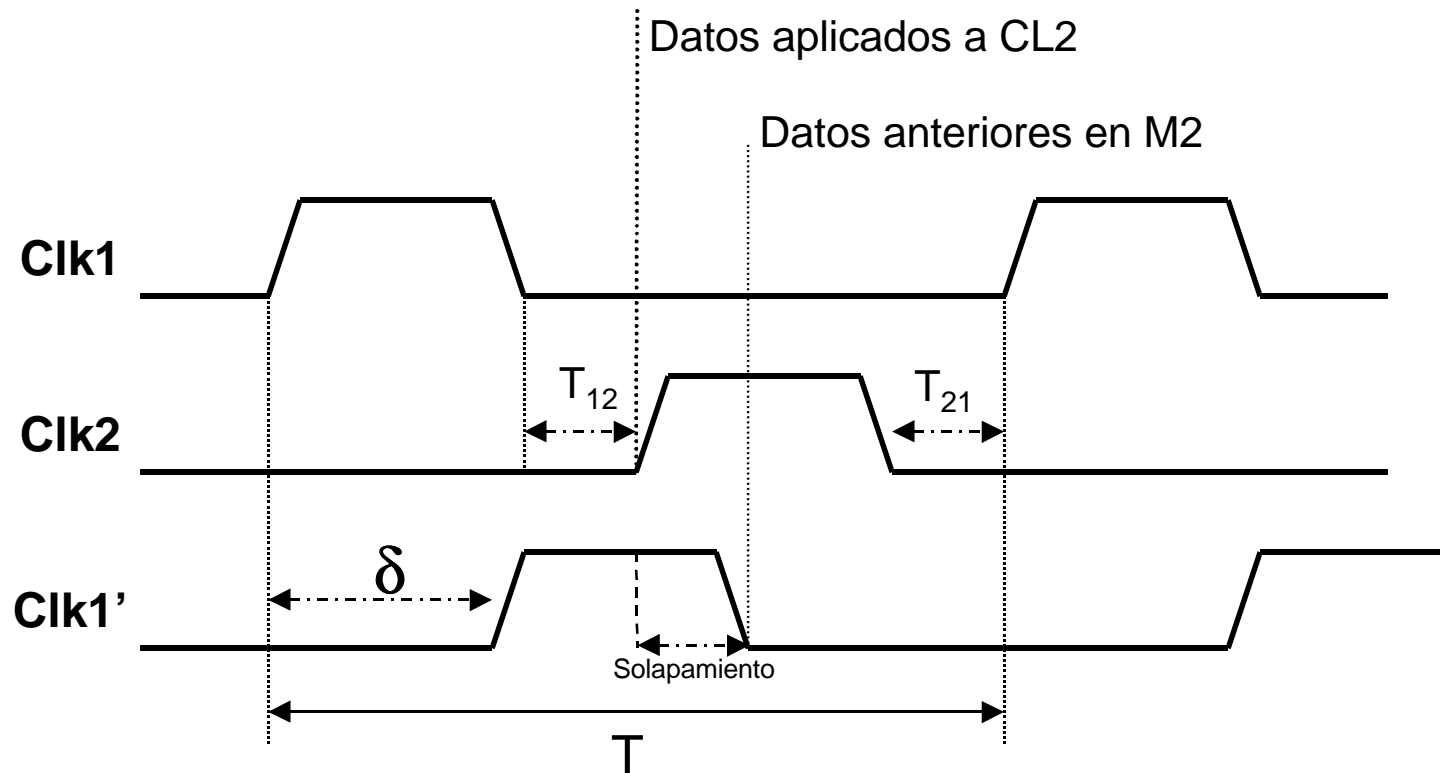 Datos aplicados a CL2
Datos anteriores en M2
Clk1
T12
T21
Clk2
δ
Clk1’
Solapamiento
T